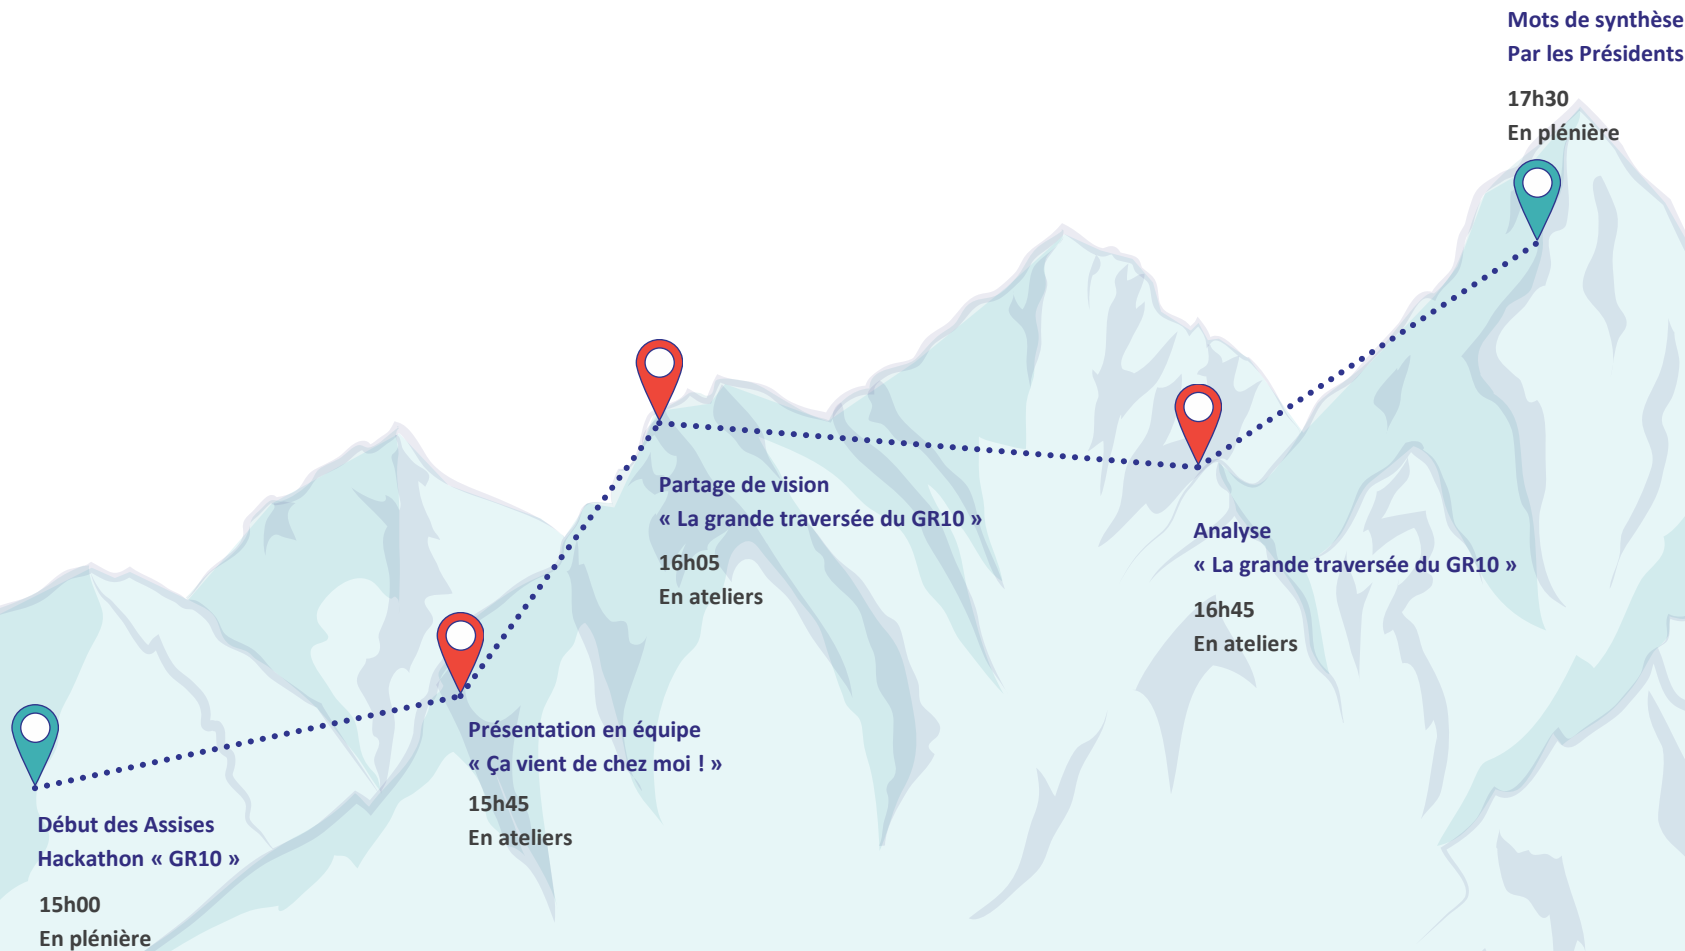 Début des Assises
Hackathon « GR10 »
15h00
En plénière
Présentation en équipe
« Ça vient de chez moi ! »
15h45
En ateliers
Partage de vision
« La grande traversée du GR10 »
16h05
En ateliers
Analyse
« La grande traversée du GR10 »
16h45
En ateliers
Mots de synthèse
Par les Présidents
17h30
En plénière